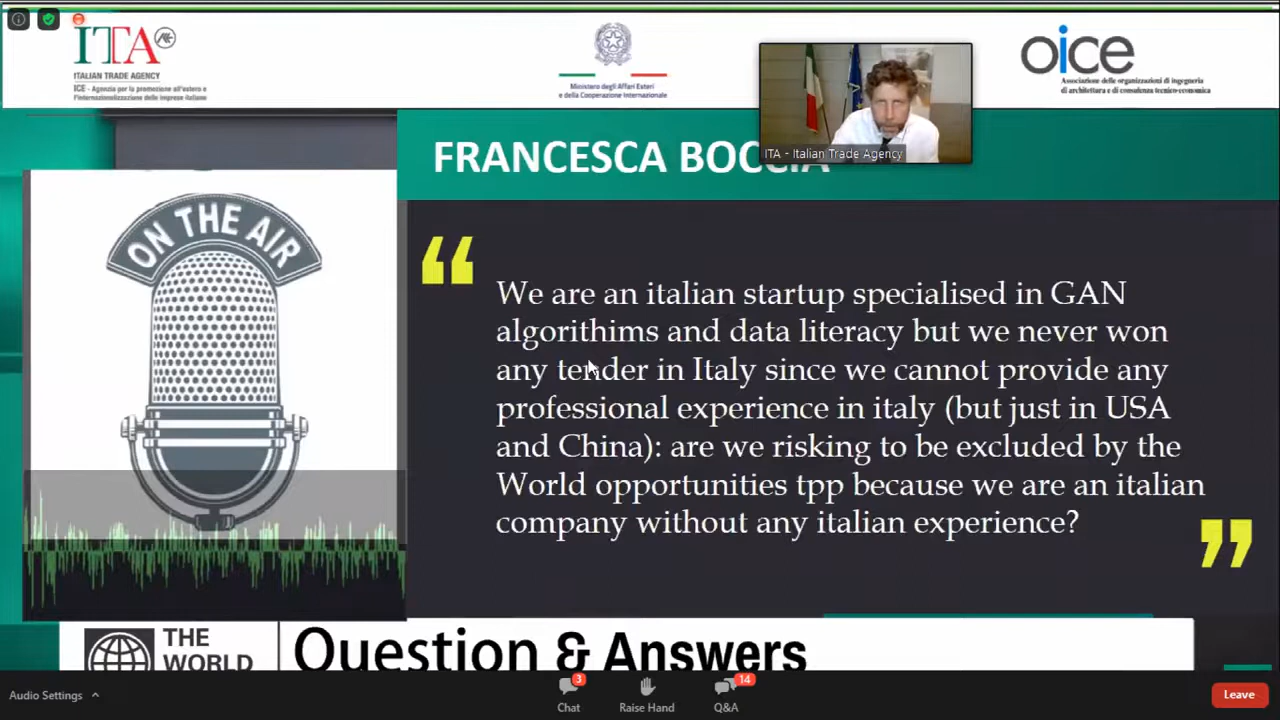 ITA
ITALIAN TRADE AGENCY
ICE - Agenzia per la promozione all'estero e
l'internazionalizzazione delle imprese italiane
Ministero degli Affari Esteri
e della Cooperazione Internazionale
oice
Associazione delle organizzazioni di ingegneria
di architettura e di consulenza tecnico-economica
ITA - Italian Trade Agency
FRANCESCA BOCCIA
ON THE AIR
“
We are an italian startup specialised in GAN
algorithims and data literacy but we never won
any tender in Italy since we cannot provide any
professional experience in italy (but just in USA
and China): are we risking to be excluded by the
World opportunities tpp because we are an italian
company without any italian experience?
”
THE
WORLD
Question & Answers
Audio Settings
3
Chat
Raise Hand
14
Q&A
Leave